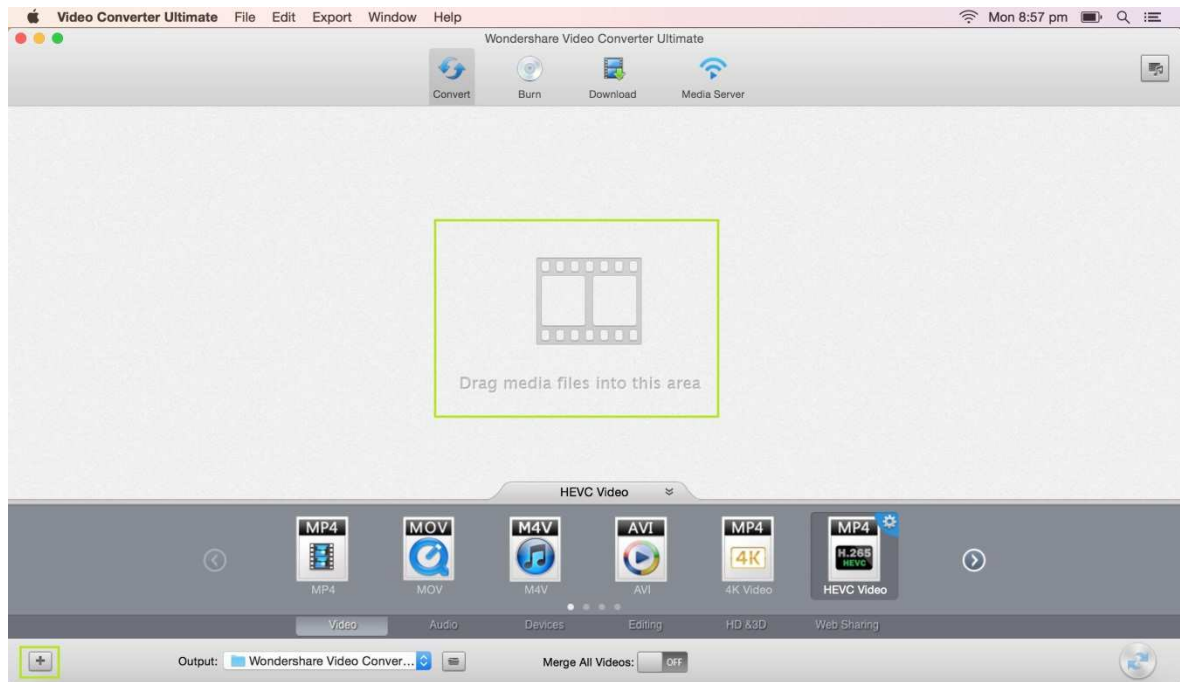 Video Converter Ultimate File Edit Export Window Help Mon 8:57 pm
Wondershare Video Converter Ultimate
Convert Burn Download Media Server
Drag media files into this area
HEVC Video
MP4 MOV M4V AVI MP4 MP4
4K H.265
HEVC
MP4 MOV M4V AVI 4K Video HEVC Video
Video Audio Devices Editing HD &3D Web Sharing
Output: Wondershare Video Conver... Merge All Videos: OFF